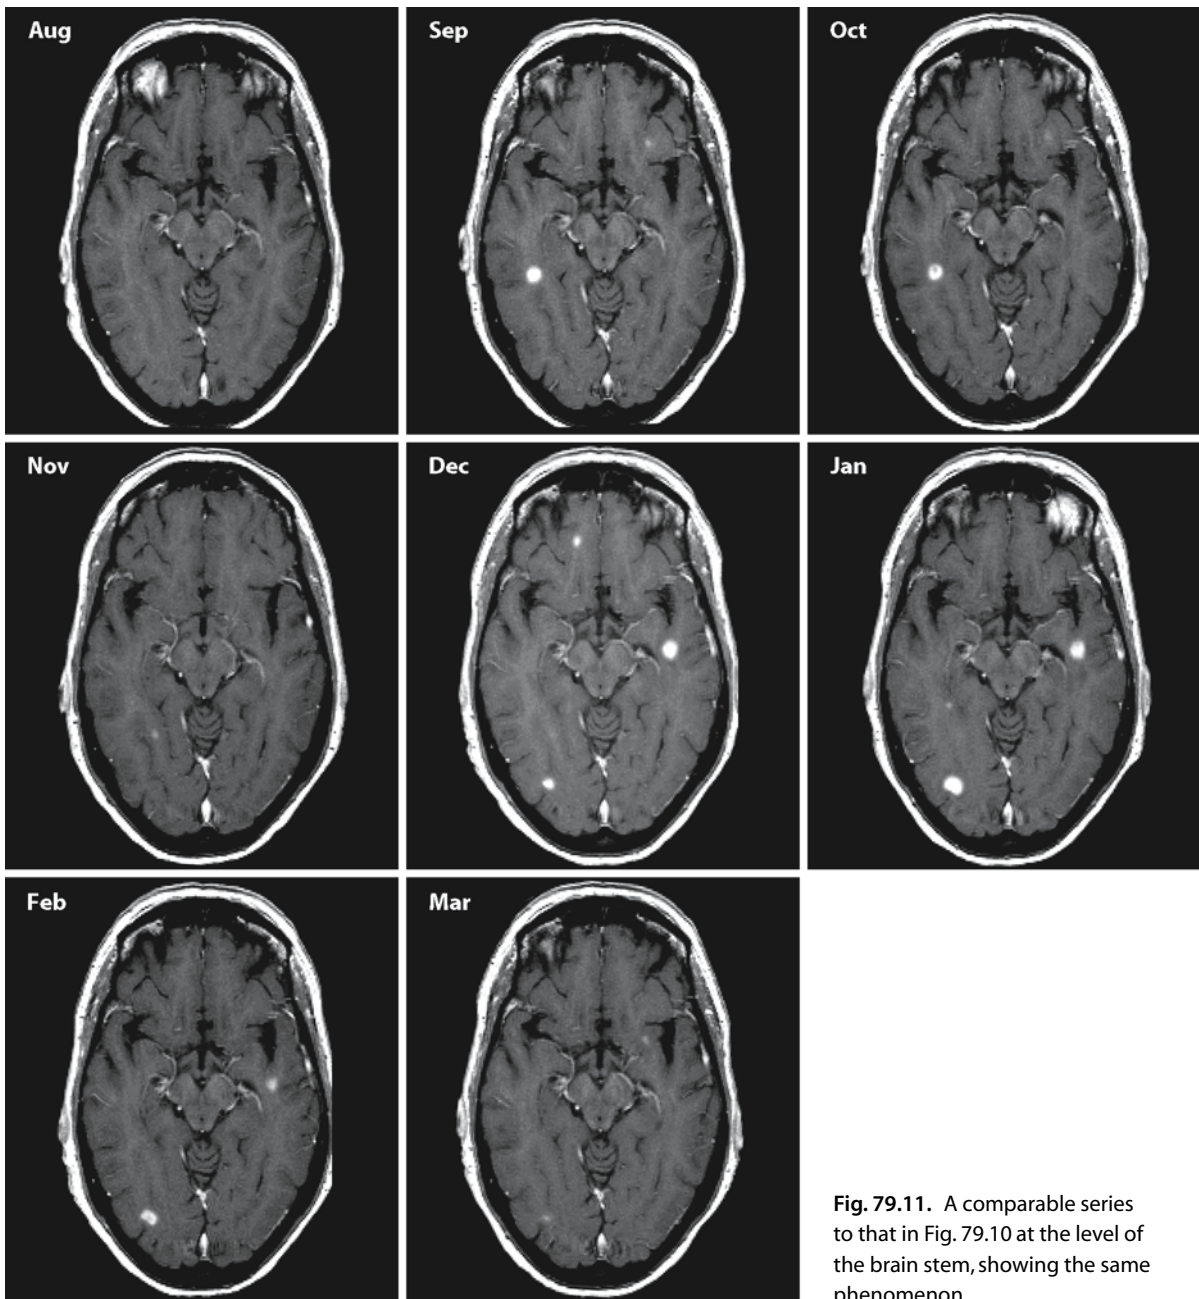 Aug
Sep
Oct
Nov
Dec
Jan
Feb
Mar
Fig. 79.11. A comparable series
to that in Fig. 79.10 at the level of
the brain stem, showing the same
phenomenon